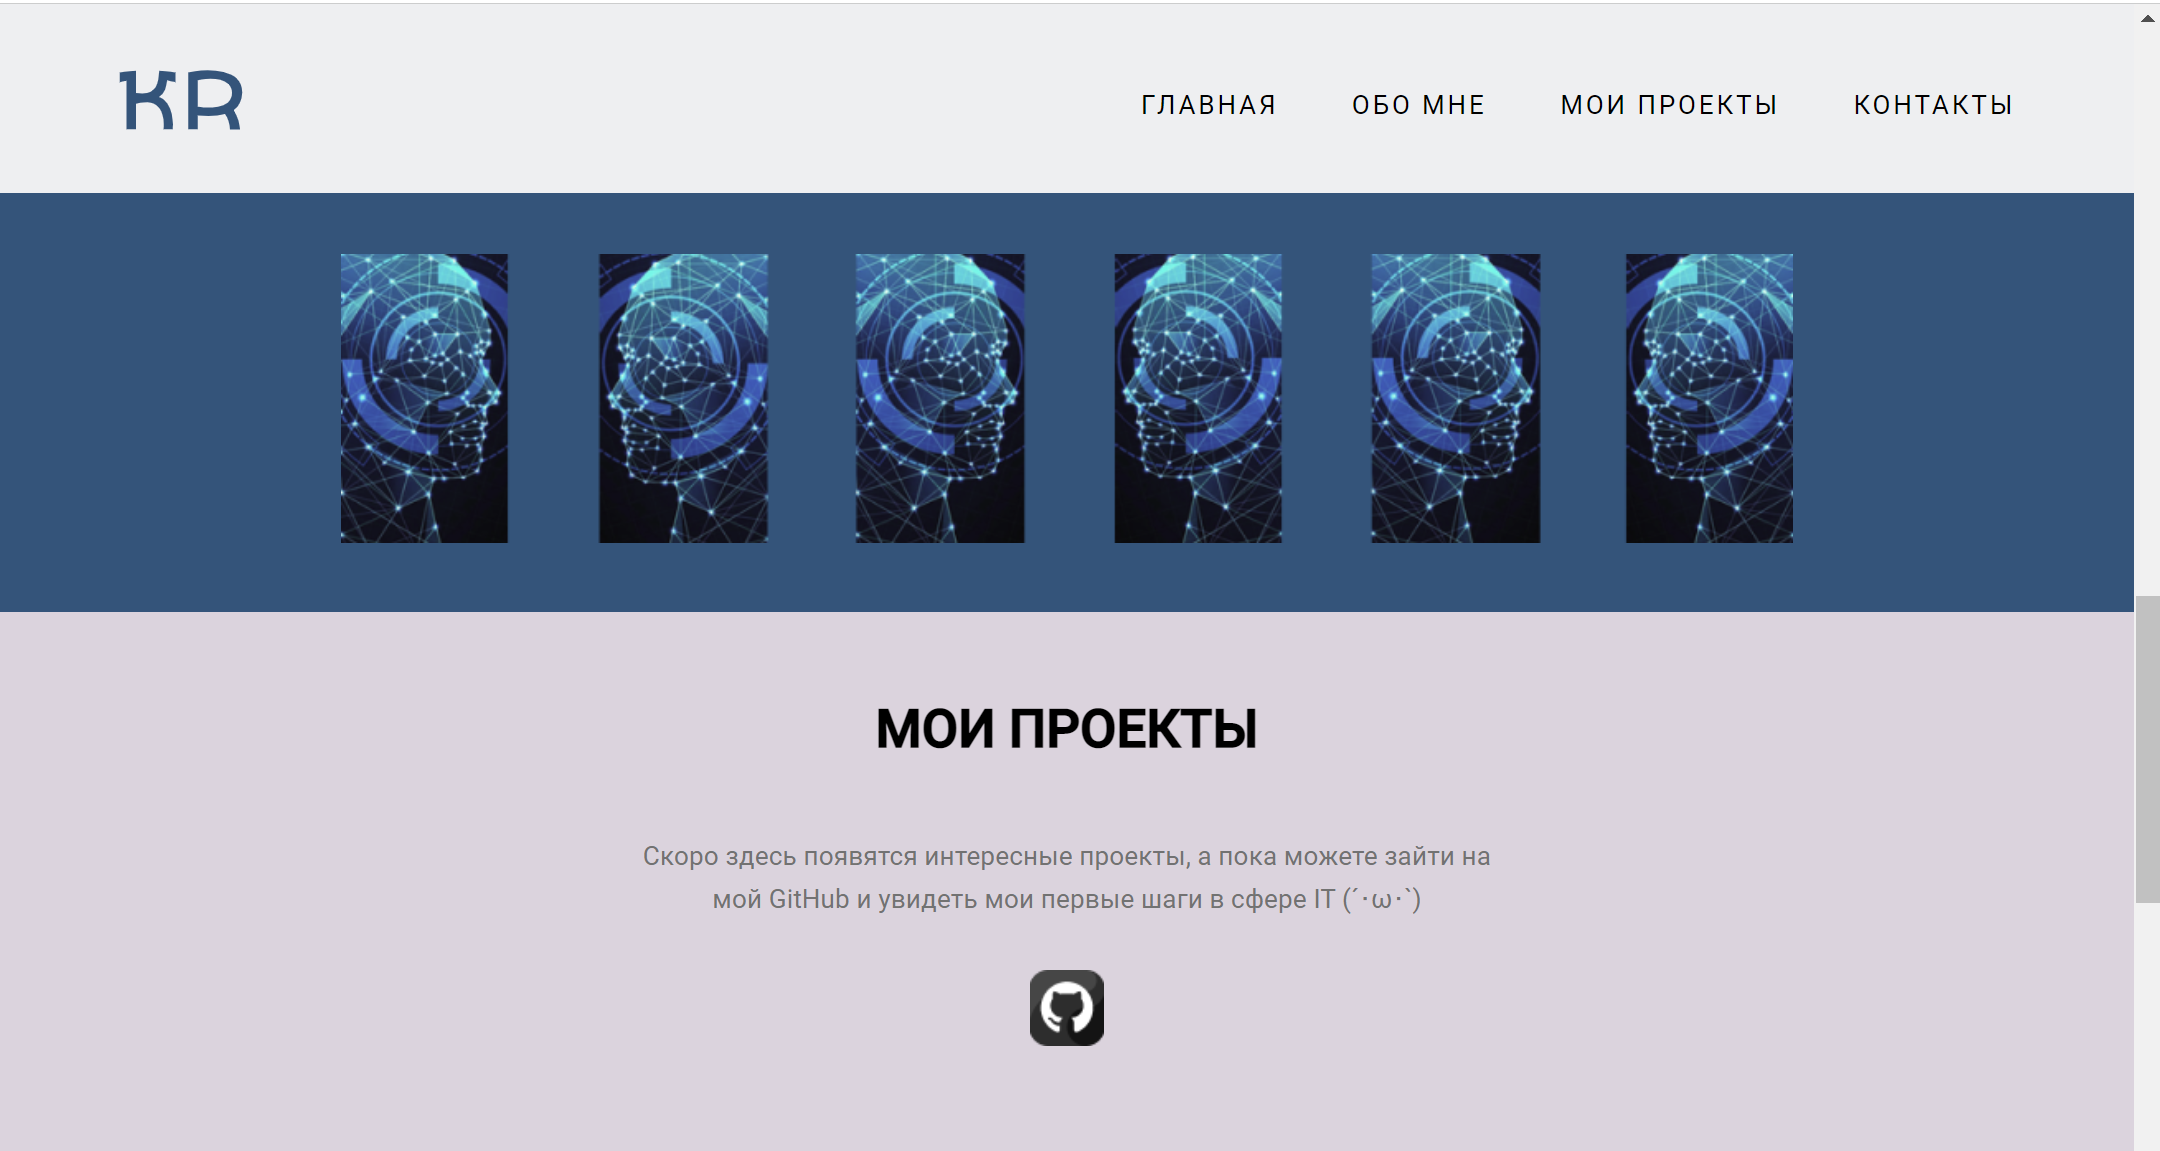 KR
ГЛАВНАЯ ОБО МНЕ МОИ ПРОЕКТЫ КОНТАКТЫ
МОИ ПРОЕКТЫ
Скоро здесь появятся интересные проекты, а пока можете зайти на
мой GitHub и увидеть мои первые шаги в сфере IT (´･ω･`)